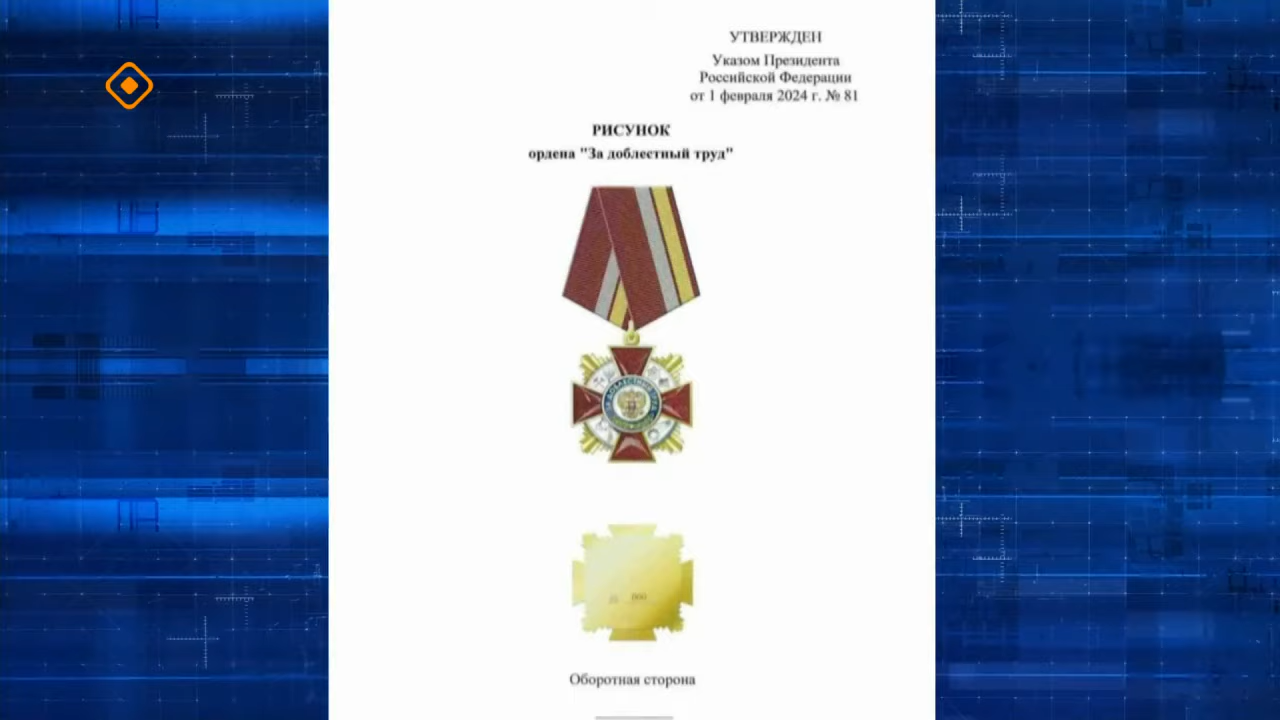 УТВЕРЖДЕН
Указом Президента
Российской Федерации
от 1 февраля 2024 г. № 81
РИСУНОК
ордена "За доблестный труд"
Оборотная сторона